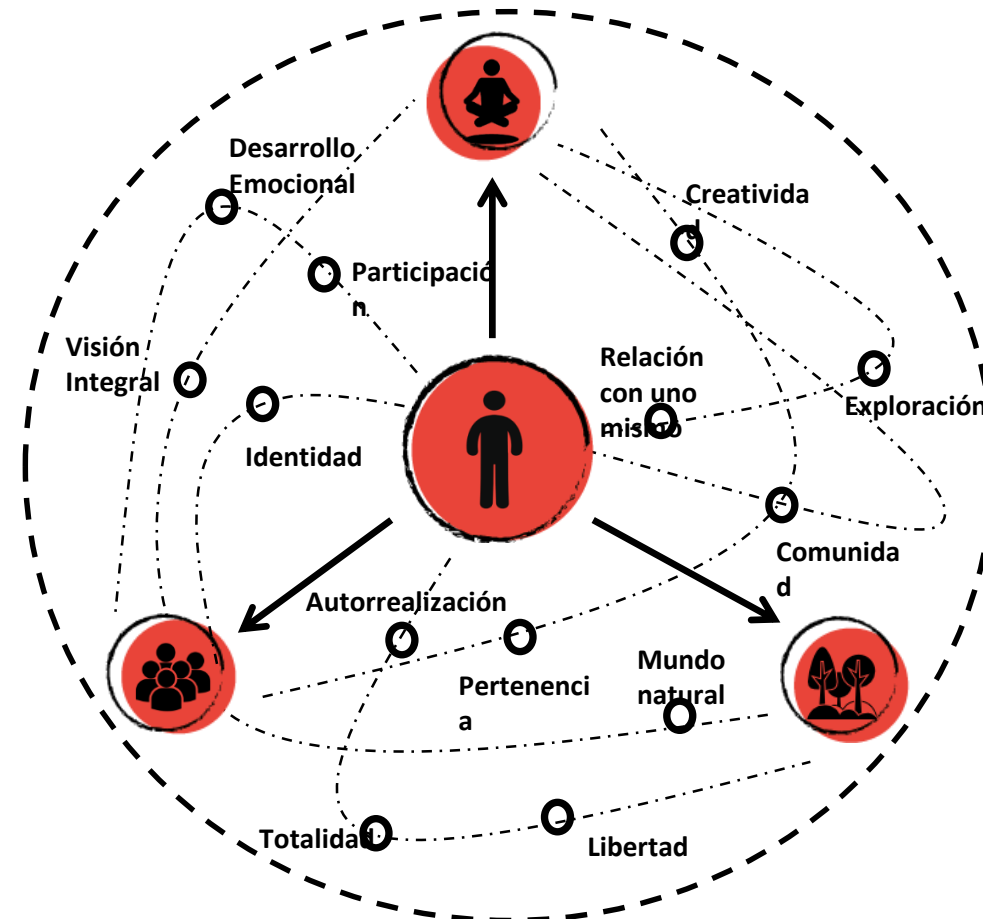 Desarrollo
Emocional
Creativida
d
Participació
n
Visión
Integral
Relación
con uno
mismo
Exploración
Identidad
Comunida
d
Autorrealización
Pertenenci
a
Mundo
natural
Totalidad
Libertad